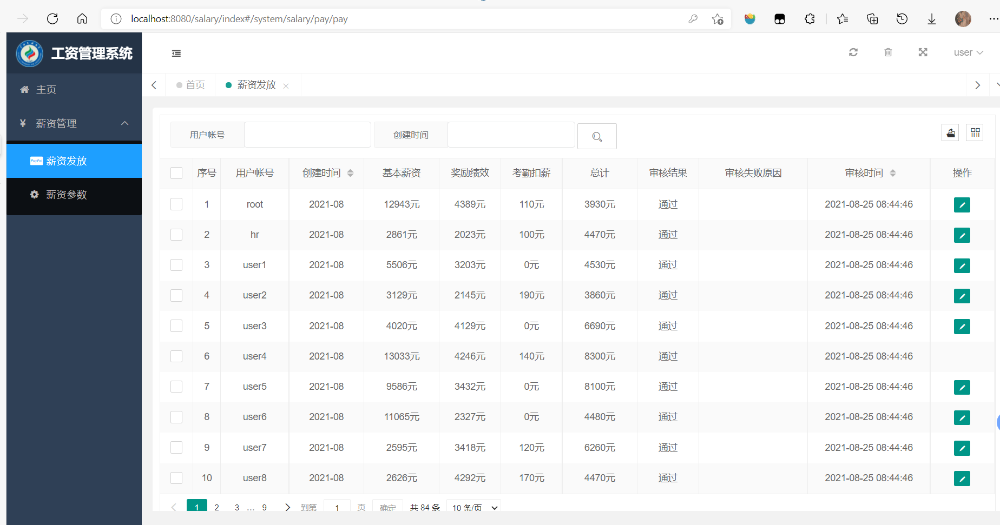 localhost:8080/salary/index#/system/salary/pay/pay
工资管理系统
user
主页
首页
薪资发放
薪资管理
薪资发放
薪资参数
用户帐号
创建时间
序号 用户帐号 创建时间 基本薪资 奖励绩效 考勤扣薪 总计 审核结果 审核失败原因 审核时间 操作
1 root 2021-08 12943元 4389元 110元 3930元 通过 2021-08-25 08:44:46
2 hr 2021-08 2861元 2023元 100元 4470元 通过 2021-08-25 08:44:46
3 user1 2021-08 5506元 3203元 0元 4530元 通过 2021-08-25 08:44:46
4 user2 2021-08 3129元 2145元 190元 3860元 通过 2021-08-25 08:44:46
5 user3 2021-08 4020元 4129元 0元 6690元 通过 2021-08-25 08:44:46
6 user4 2021-08 13033元 4246元 140元 8300元 通过 2021-08-25 08:44:46
7 user5 2021-08 9586元 3432元 0元 8100元 通过 2021-08-25 08:44:46
8 user6 2021-08 11065元 2327元 0元 4480元 通过 2021-08-25 08:44:46
9 user7 2021-08 2595元 3418元 120元 6260元 通过 2021-08-25 08:44:46
10 user8 2021-08 2626元 4292元 170元 4470元 通过 2021-08-25 08:44:46
1 2 3 … 9 到第 1 页 确定 共 84 条 10 条/页